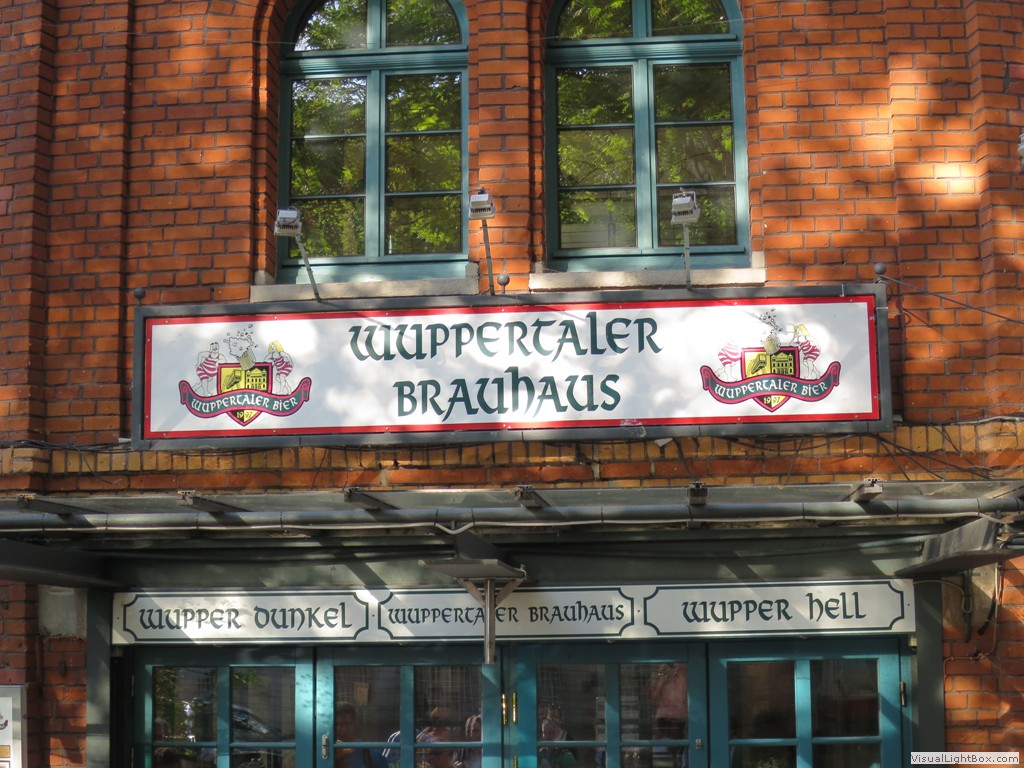 WUPPERTALER
BRAUHAUS
WUPPERTALER BIER
WUPPERTALER BIER
WUPPER DUNKEL
WUPPERTALER BRAUHAUS
WUPPER HELL
VisualLightBox.com